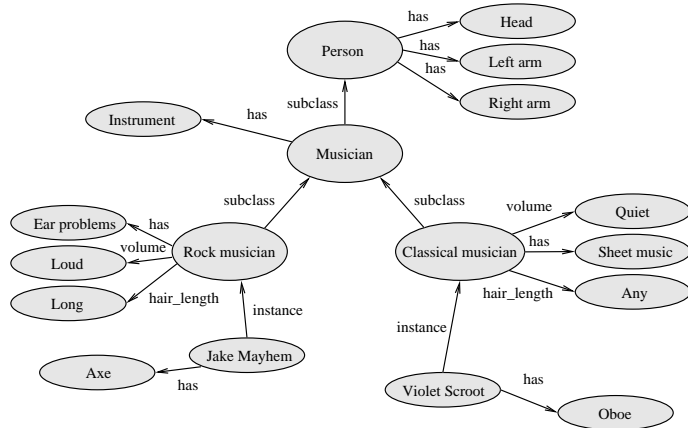 has
Head
Person
has
Left arm
has
Right arm
subclass
Instrument
has
Musician
subclass
subclass
Ear problems
has
volume
Quiet
Rock musician
Classical musician
has
Sheet music
volume
Loud
Long
hair_length
hair_length
Any
instance
instance
Jake Mayhem
Axe
has
Violet Scroot
has
Oboe